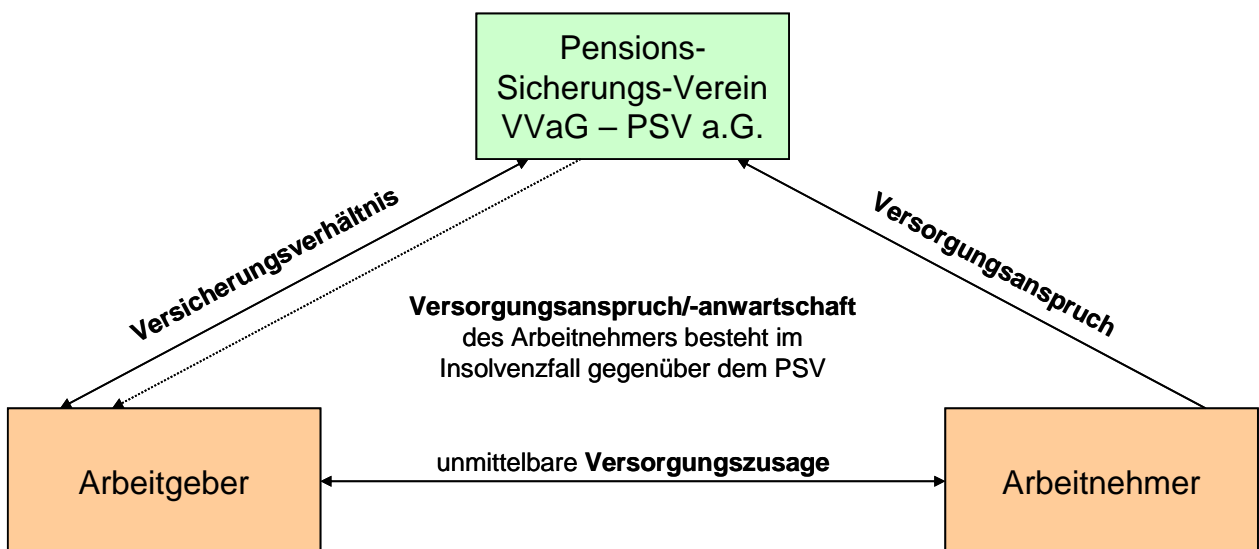 Pensions-
Sicherungs-Verein
VVaG – PSV a.G.
Versicherungsverhältnis
Versorgungsanspruch
Versorgungsanspruch/-anwartschaft
des Arbeitnehmers besteht im
Insolvenzfall gegenüber dem PSV
Arbeitgeber
unmittelbare Versorgungszusage
Arbeitnehmer